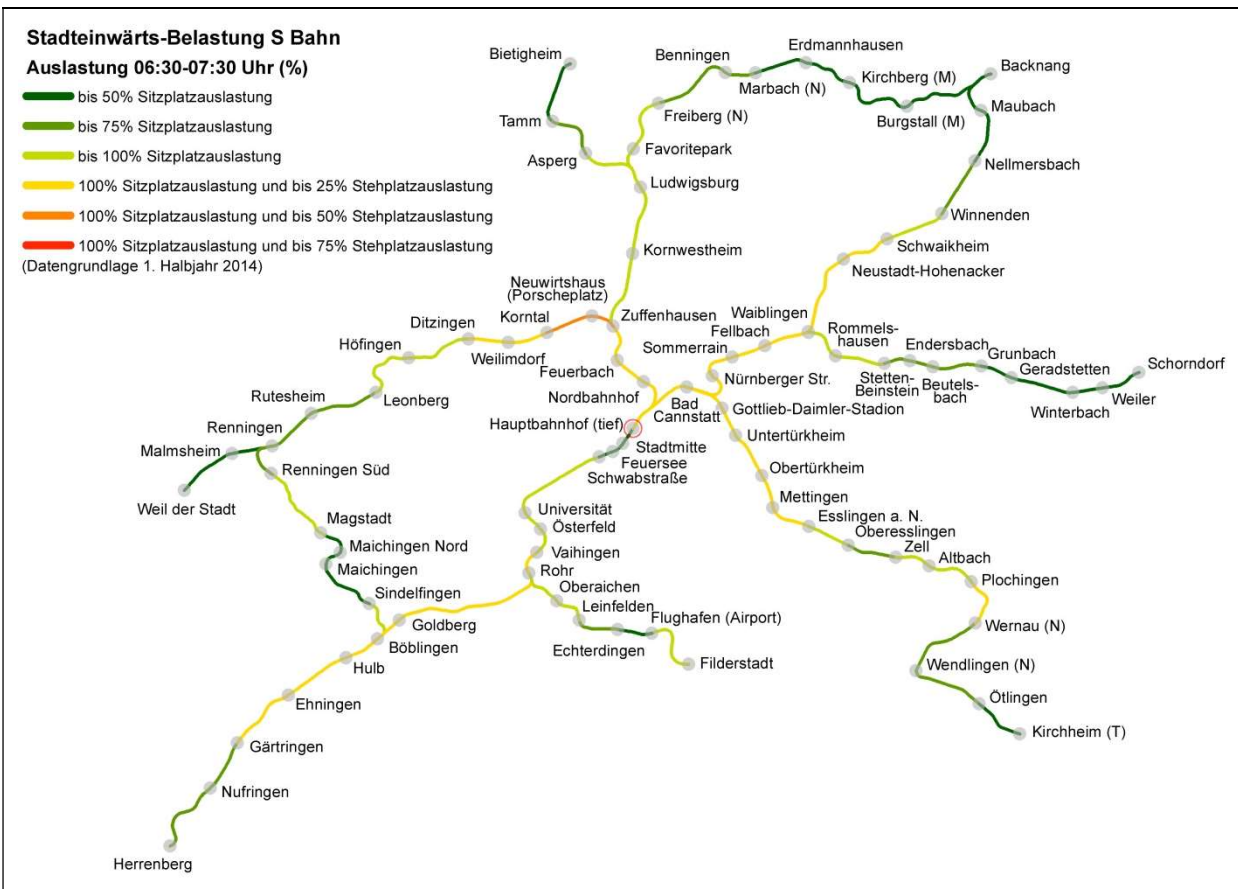 Stadteinwärts-Belastung S Bahn
Auslastung 06:30-07:30 Uhr (%)
bis 50% Sitzplatzauslastung
bis 75% Sitzplatzauslastung
bis 100% Sitzplatzauslastung
100% Sitzplatzauslastung und bis 25% Stehplatzauslastung
100% Sitzplatzauslastung und bis 50% Stehplatzauslastung
100% Sitzplatzauslastung und bis 75% Stehplatzauslastung
(Datengrundlage 1. Halbjahr 2014)
Bietigheim
Tamm
Asperg
Benningen
Erdmannhausen
Marbach (N)
Kirchberg (M)
Backnang
Freiberg (N)
Burgstall (M)
Maubach
Favoritepark
Nellmersbach
Ludwigsburg
Winnenden
Kornwestheim
Schwaikheim
Neustadt-Hohenacker
Neuwirtshaus
(Porscheplatz)
Zuffenhausen
Korntal
Ditzingen
Weilimdorf
Höfingen
Leonberg
Rutesheim
Renningen
Malmsheim
Weil der Stadt
Renningen Süd
Magstadt
Maichingen Nord
Maichingen
Sindelfingen
Feuerbach
Nordbahnhof
Hauptbahnhof (tief)
Stadtmitte
Feuersee
Schwabstraße
Waiblingen
Fellbach
Sommerrain
Nürnberger Str.
Bad
Cannstatt
Rommels-
hausen
Stetten-
Beinstein
Endersbach
Beutels-
bach
Grunbach
Geradstetten
Winterbach
Weiler
Schorndorf
Gottlieb-Daimler-Stadion
Untertürkheim
Obertürkheim
Mettingen
Esslingen a. N.
Oberesslingen
Zell
Altbach
Plochingen
Wernau (N)
Wendlingen (N)
Ötlingen
Kirchheim (T)
Universität
Österfeld
Vaihingen
Rohr
Oberaichen
Leinfelden
Echterdingen
Flughafen (Airport)
Filderstadt
Goldberg
Böblingen
Hulb
Ehningen
Gärtringen
Nufringen
Herrenberg